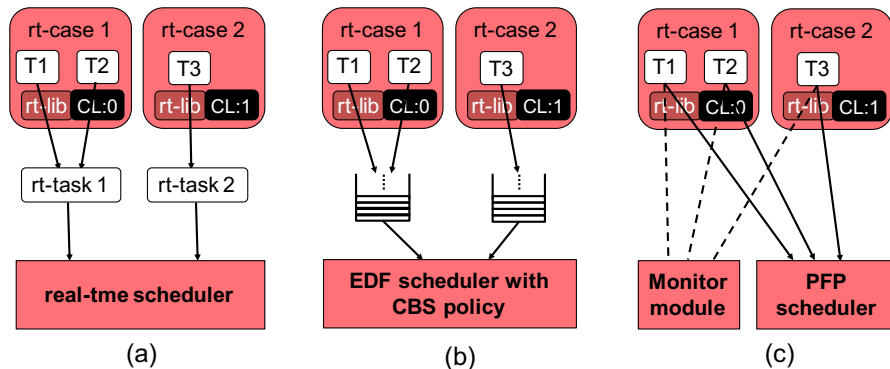 rt-case 1
rt-case 2
T1
T2
T3
rt-lib
CL:0
rt-lib
CL:1
rt-task 1
rt-task 2
real-tme scheduler
(a)
rt-case 1
rt-case 2
T1
T2
T3
rt-lib
CL:0
rt-lib
CL:1
EDF scheduler with
CBS policy
(b)
rt-case 1
rt-case 2
T1
T2
T3
rt-lib
CL:0
rt-lib
CL:1
Monitor
module
PFP
scheduler
(c)